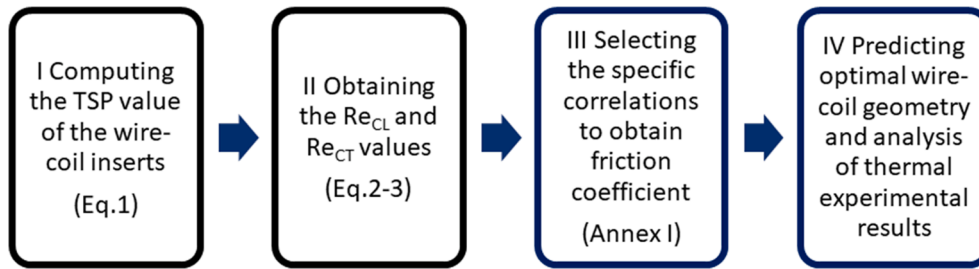 I Computing
the TSP value
of the wire-
coil inserts
(Eq.1)
II Obtaining
the Re_CL and
Re_CT values
(Eq.2-3)
III Selecting
the specific
correlations
to obtain
friction
coefficient
(Annex I)
IV Predicting
optimal wire-
coil geometry
and analysis
of thermal
experimental
results